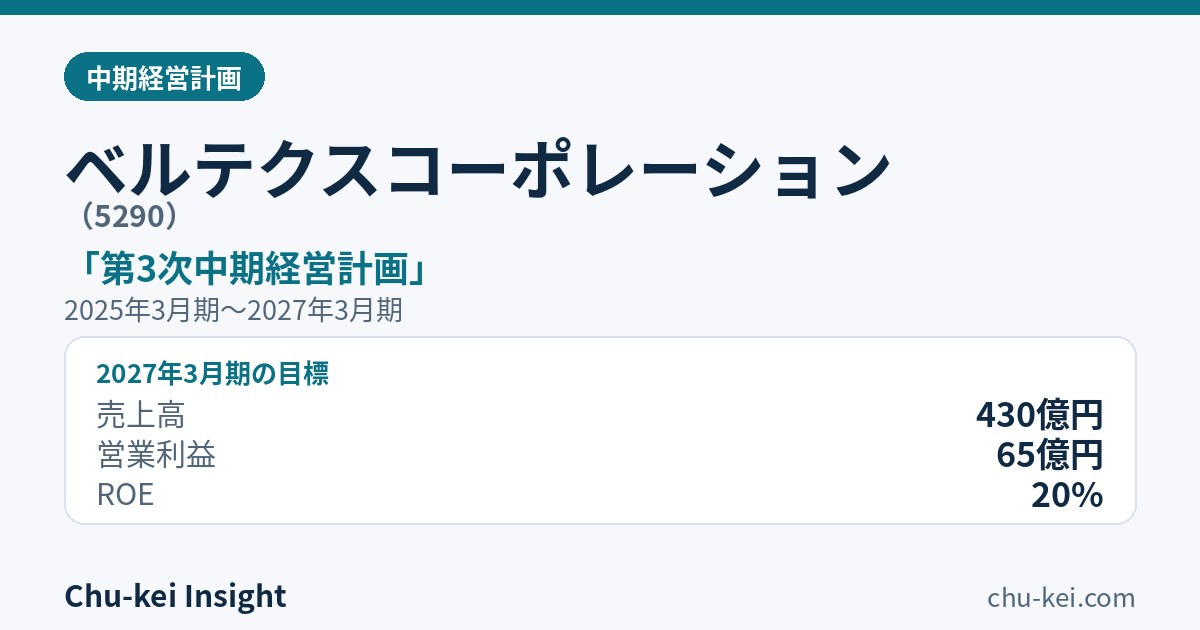 中期経営計画
ベルテクスコーポレーション
（5290）
「第3次中期経営計画」
2025年3月期～2027年3月期
2027年3月期の目標
売上高 430億円
営業利益 65億円
ROE 20%
Chu-kei Insight chu-kei.com